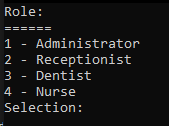 Role:
======
1 - Administrator
2 - Receptionist
3 - Dentist
4 - Nurse
Selection: